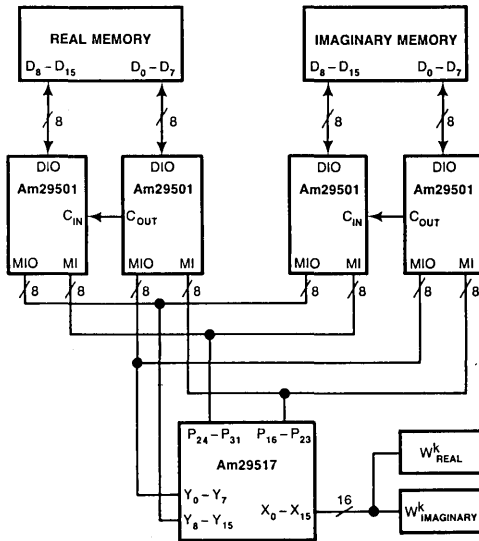 REAL MEMORY IMAGINARY MEMORY
D8 – D15 D0 – D7 D8 – D15 D0 – D7
8 8 8 8
DIO DIO DIO DIO
Am29501 Am29501 Am29501 Am29501
CIN COUT CIN COUT
MIO MI MIO MI MIO MI MIO MI
8 8 8 8 8 8 8 8
P24 – P31 P16 – P23
Am29517
Y0 – Y7
Y8 – Y15 X0 – X15 16
WkREAL
WkIMAGINARY